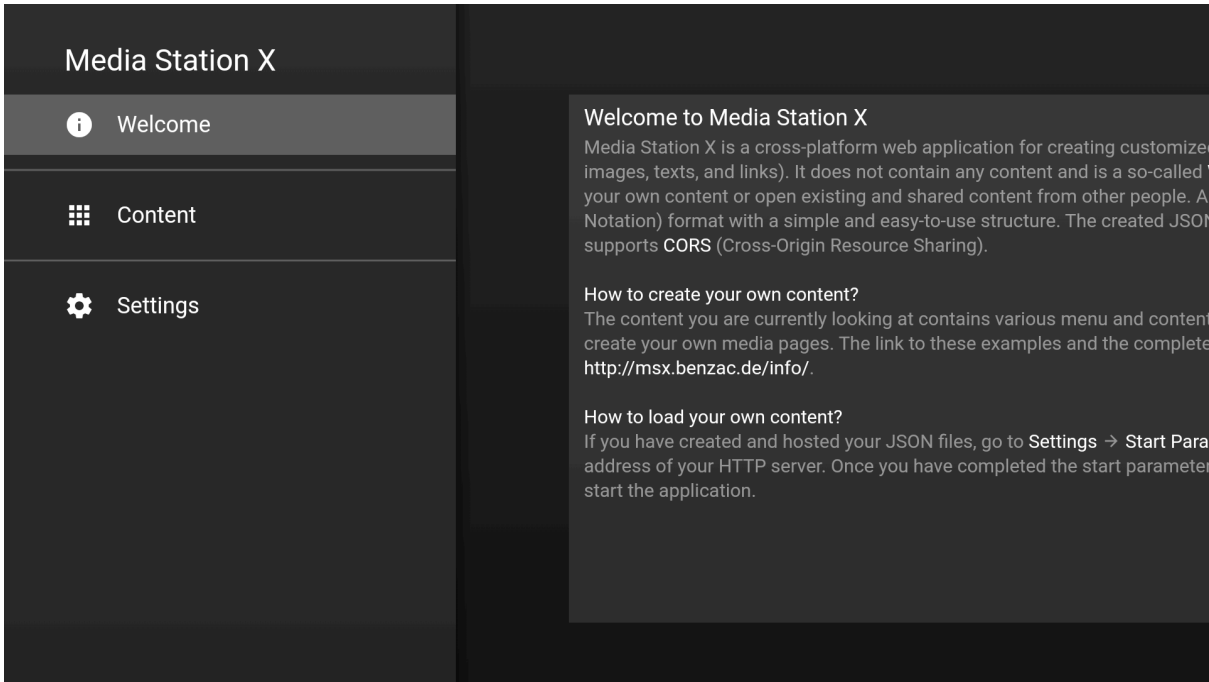 Media Station X
Welcome
Content
Settings
Welcome to Media Station X
Media Station X is a cross-platform web application for creating customized
images, texts, and links). It does not contain any content and is a so-called
your own content or open existing and shared content from other people. A
Notation) format with a simple and easy-to-use structure. The created JSON
supports CORS (Cross-Origin Resource Sharing).
How to create your own content?
The content you are currently looking at contains various menu and content
create your own media pages. The link to these examples and the complete
http://msx.benzac.de/info/.
How to load your own content?
If you have created and hosted your JSON files, go to Settings → Start Para
address of your HTTP server. Once you have completed the start parameter
start the application.